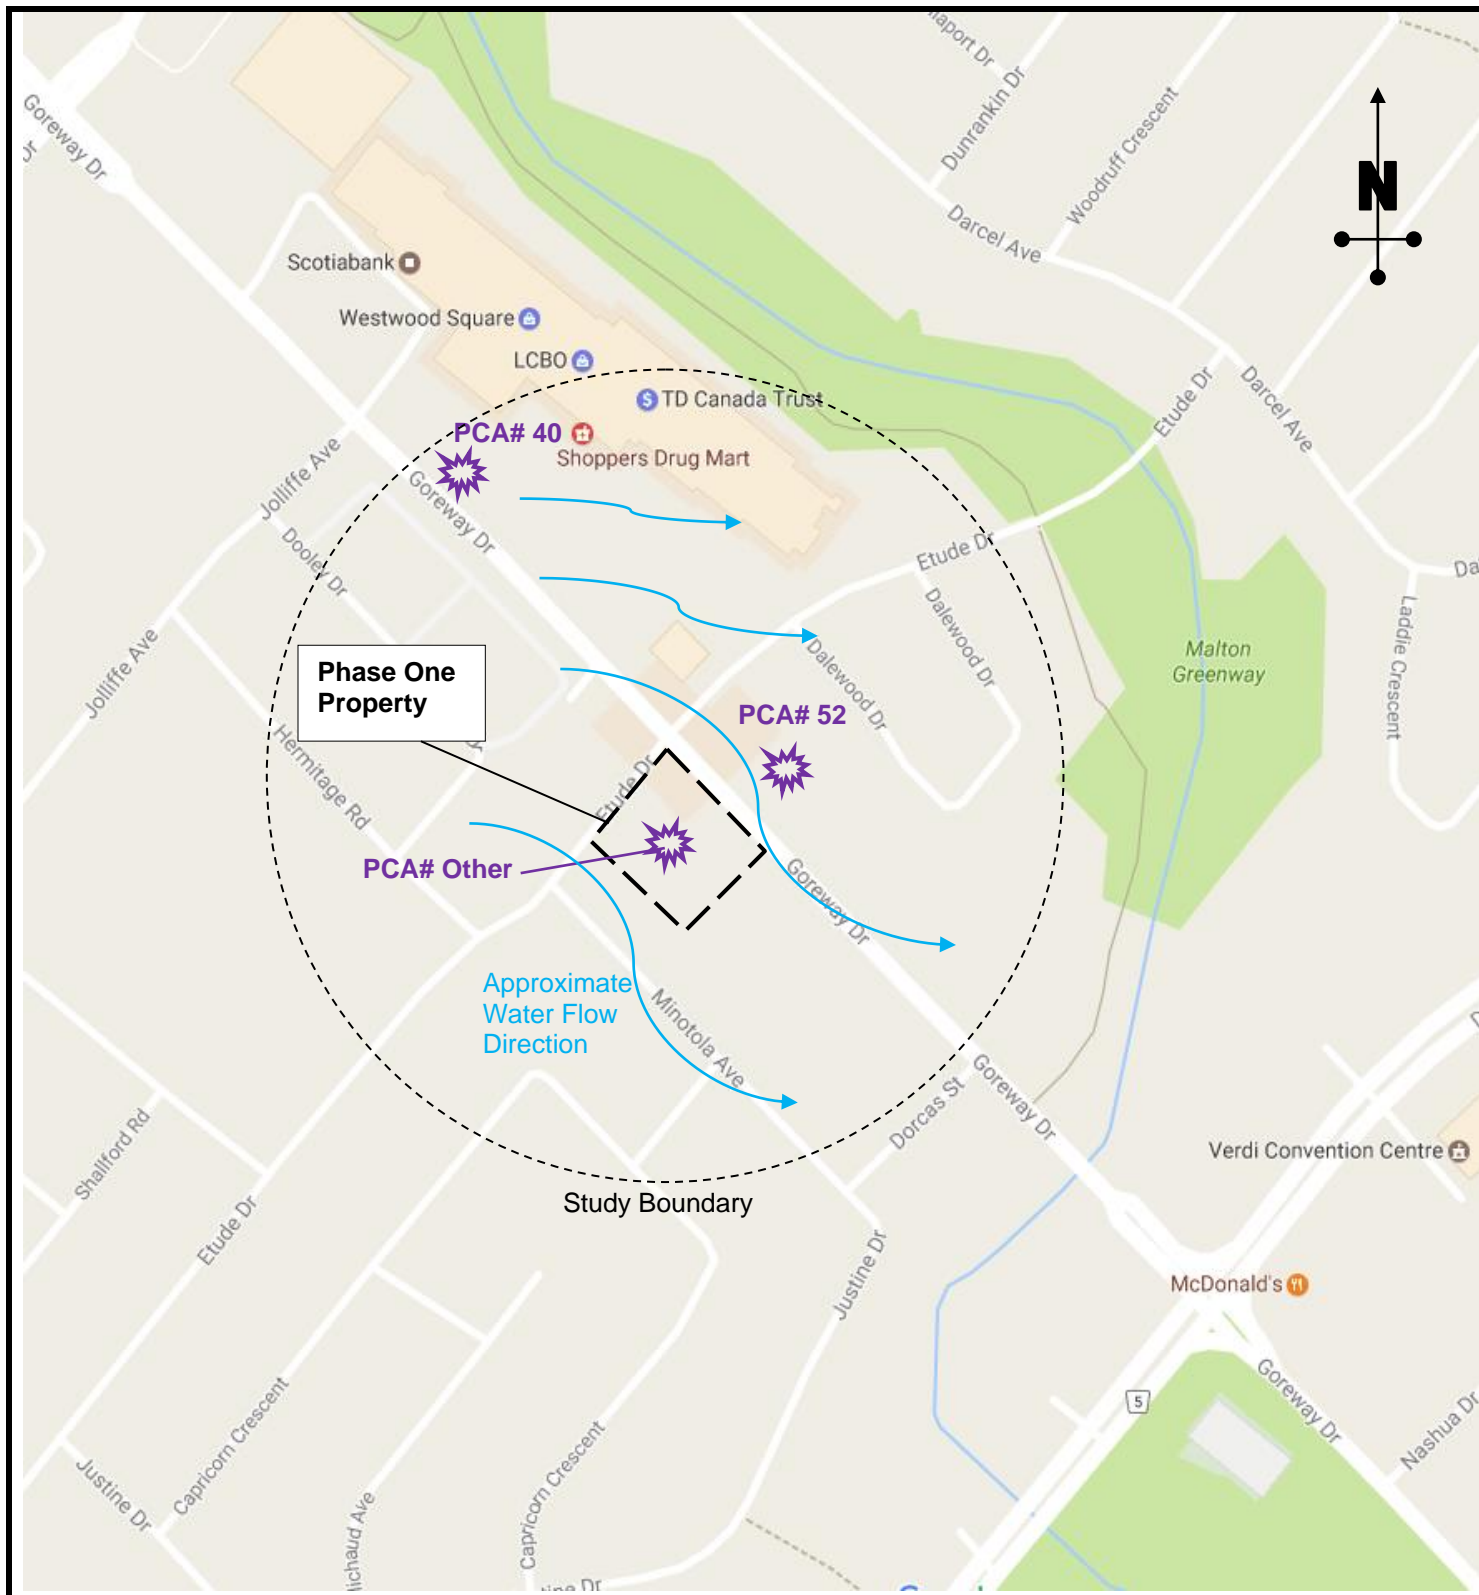 Dunrankin Dr
Woodruff Crescent
Goreway Dr
Dr
N
Darcel Ave
Scotiabank
Westwood Square
LCBO
TD Canada Trust
Etude Dr
Darcel Ave
PCA# 40
Shoppers Drug Mart
Jolliffe Ave
Goreway Dr
Dooley Dr
Etude Dr
Da
Dalewood Dr
Laddie Crescent
Jolliffe Ave
Dalewood Dr
Malton
Greenway
Phase One
Property
PCA# 52
Hermitage Rd
Etude Dr
PCA# Other
Goreway Dr
Approximate
Water Flow
Direction
Minotola Ave
Goreway Dr
Dorcas St
Shallford Rd
Verdi Convention Centre
Study Boundary
Etude Dr
Justine Dr
McDonald's
Goreway Dr
5
Capricorn Crescent
Nashua Dr
Capricorn Crescent
Justine Dr